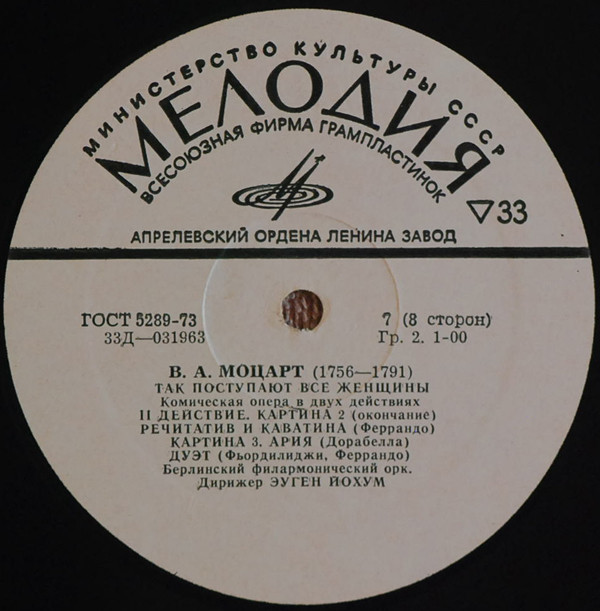 МИНИСТЕРСТВО КУЛЬТУРЫ СССР
МЕЛОДИЯ
ВСЕСОЮЗНАЯ ФИРМА ГРАМПЛАСТИНОК
33
АПРЕЛЕВСКИЙ ОРДЕНА ЛЕНИНА ЗАВОД
ГОСТ 5289-73
7 (8 сторон)
33Д—031963
Гр. 2. 1-00
В. А. МОЦАРТ (1756—1791)
ТАК ПОСТУПАЮТ ВСЕ ЖЕНЩИНЫ
Комическая опера в двух действиях
II ДЕЙСТВИЕ. КАРТИНА 2 (окончание)
РЕЧИТАТИВ И КАВАТИНА (Феррандо)
КАРТИНА 3. АРИЯ (Дорабелла)
ДУЭТ (Фьордилиджи, Феррандо)
Берлинский филармонический орк.
Дирижер ЭУГЕН ЙОХУМ